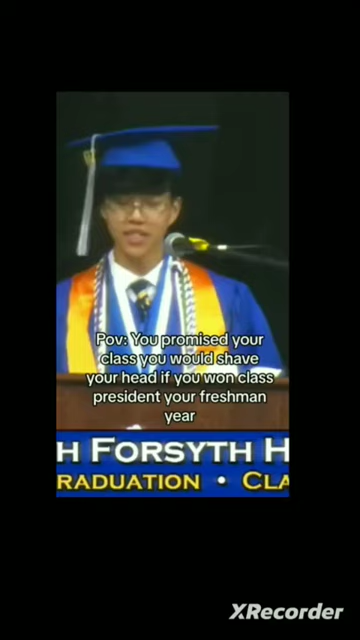 Pov: You promised your
class you would shave
your head if you won class
president your freshman
year
H FORSYTH H
RADUATION • CLA
XRecorder